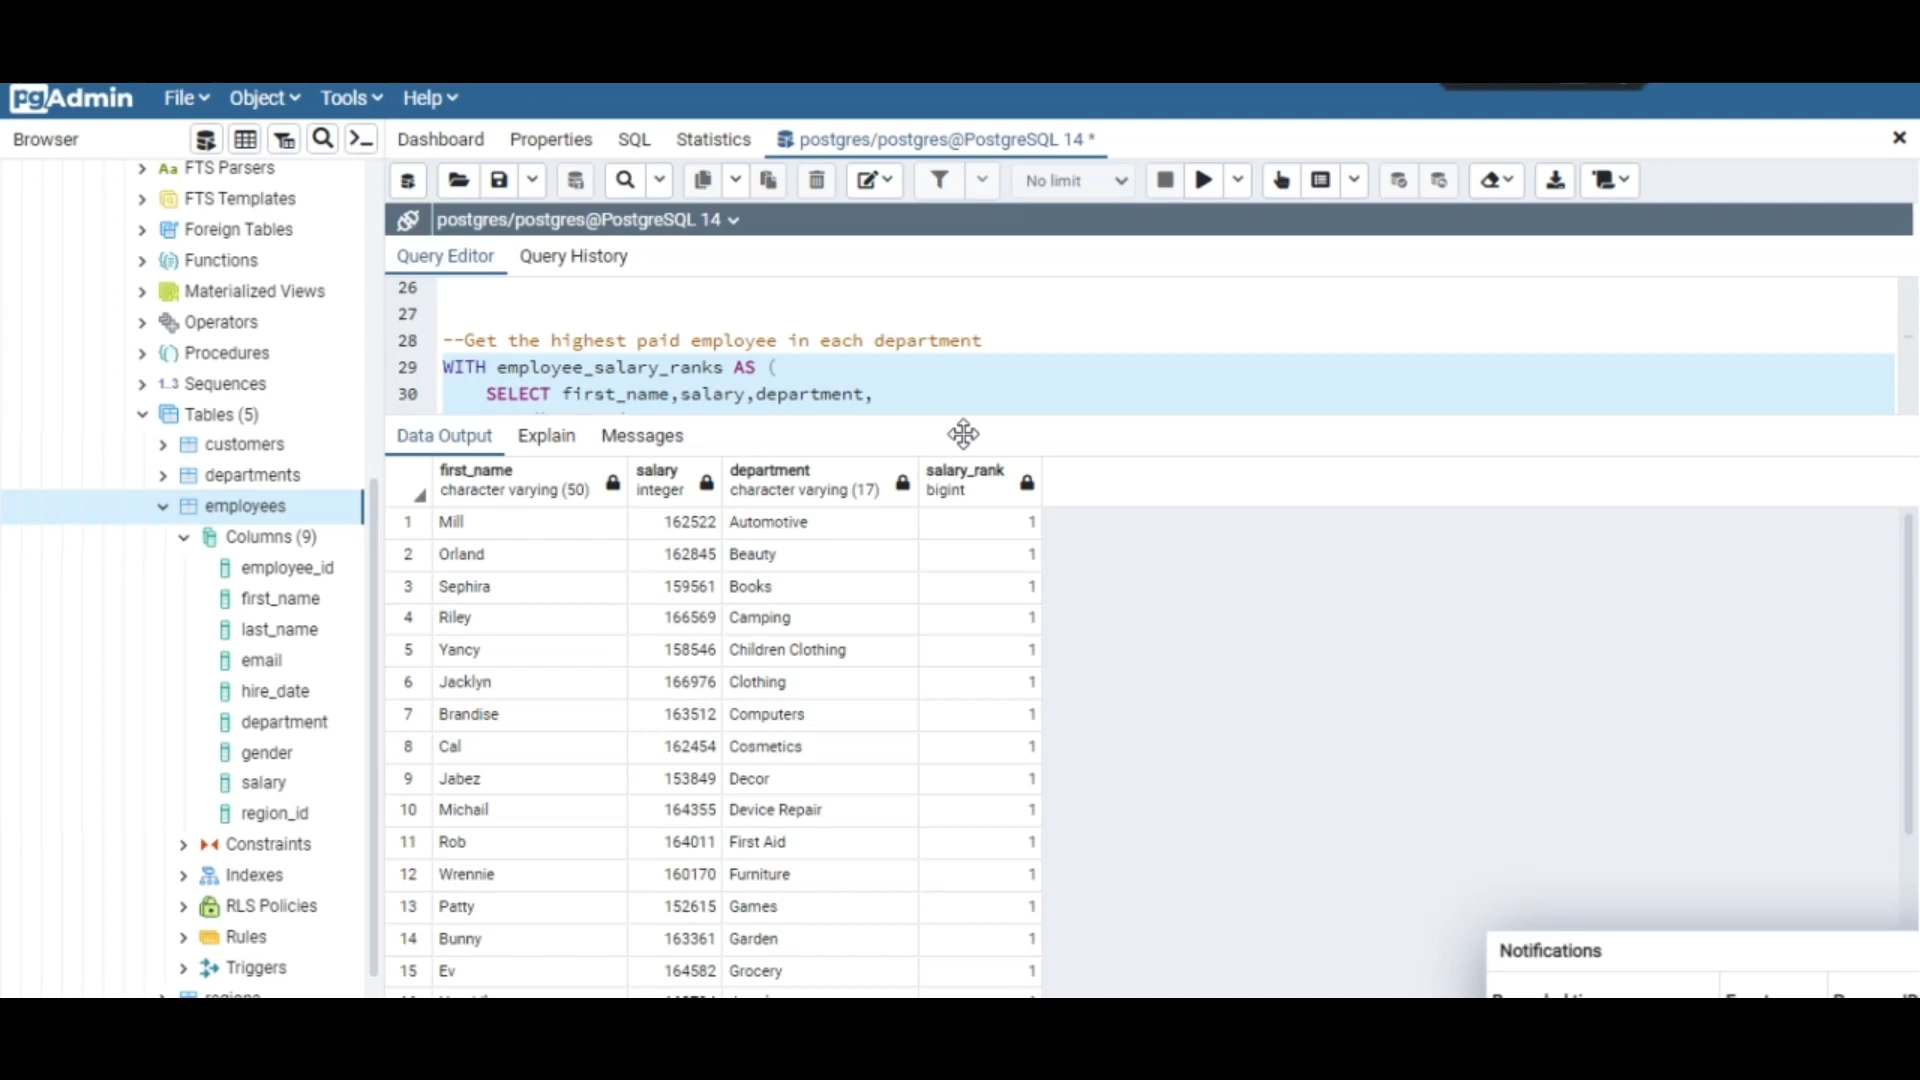 pgAdmin File Object Tools Help
Browser
Dashboard Properties SQL Statistics postgres/postgres@PostgreSQL 14 *
No limit
postgres/postgres@PostgreSQL 14
Query Editor Query History
FTS Parsers
FTS Templates
Foreign Tables
Functions
Materialized Views
Operators
Procedures
1..3 Sequences
Tables (5)
customers
departments
employees
Columns (9)
employee_id
first_name
last_name
email
hire_date
department
gender
salary
region_id
Constraints
Indexes
RLS Policies
Rules
Triggers
26
27
28 --Get the highest paid employee in each department
29 WITH employee_salary_ranks AS (
30 SELECT first_name,salary,department,
Data Output Explain Messages
first_name salary department salary_rank
character varying (50) integer character varying (17) bigint
1 Mill 162522 Automotive 1
2 Orland 162845 Beauty 1
3 Sephira 159561 Books 1
4 Riley 166569 Camping 1
5 Yancy 158546 Children Clothing 1
6 Jacklyn 166976 Clothing 1
7 Brandise 163512 Computers 1
8 Cal 162454 Cosmetics 1
9 Jabez 153849 Decor 1
10 Michail 164355 Device Repair 1
11 Rob 164011 First Aid 1
12 Wrennie 160170 Furniture 1
13 Patty 152615 Games 1
14 Bunny 163361 Garden 1
15 Ev 164582 Grocery 1
Notifications